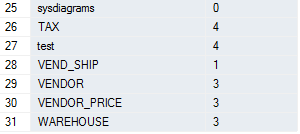 25 sysdiagrams 0
26 TAX 4
27 test 4
28 VEND_SHIP 1
29 VENDOR 3
30 VENDOR_PRICE 3
31 WAREHOUSE 3